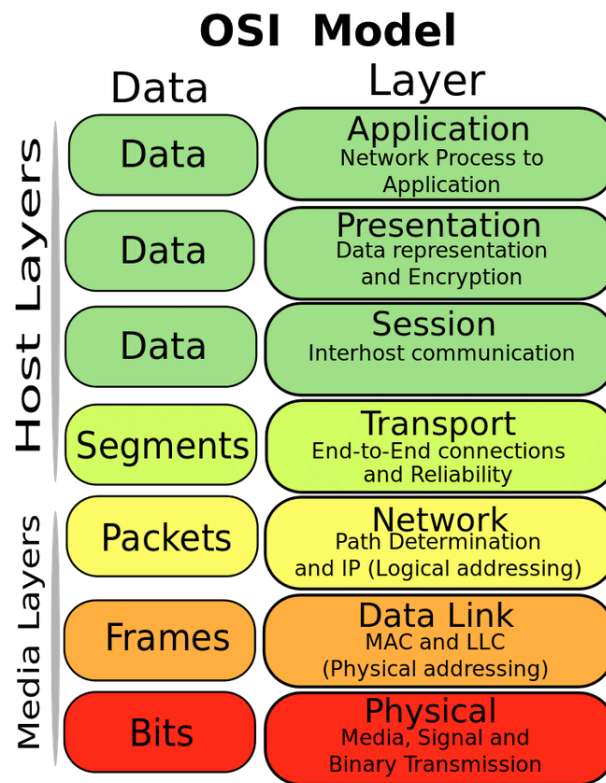 OSI Model
Data
Layer
Host Layers
Data
Application
Network Process to
Application
Data
Presentation
Data representation
and Encryption
Data
Session
Interhost communication
Segments
Transport
End-to-End connections
and Reliability
Media Layers
Packets
Network
Path Determination
and IP (Logical addressing)
Frames
Data Link
MAC and LLC
(Physical addressing)
Bits
Physical
Media, Signal and
Binary Transmission